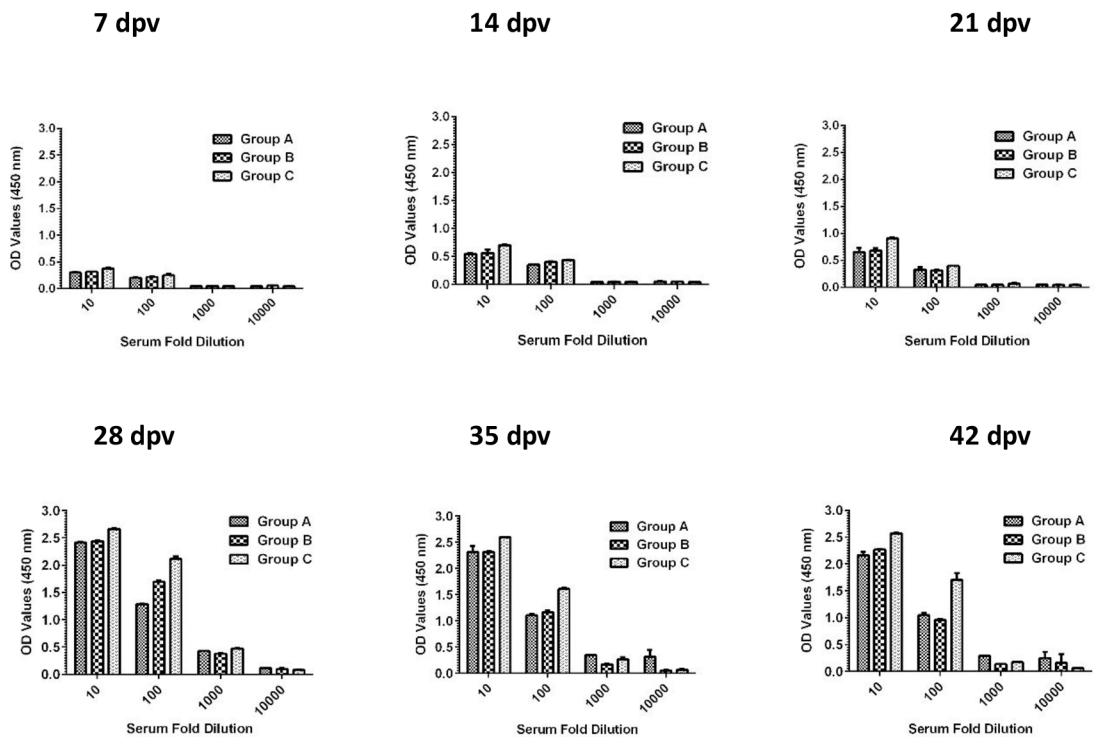 7 dpv
14 dpv
21 dpv
OD Values (450 nm)
3.0
2.5
2.0
1.5
1.0
0.5
0.0
Group A
Group B
Group C
10
100
1000
10000
Serum Fold Dilution
OD Values (450 nm)
3.0
2.5
2.0
1.5
1.0
0.5
0.0
Group A
Group B
Group C
10
100
1000
10000
Serum Fold Dilution
OD Values (450 nm)
3.0
2.5
2.0
1.5
1.0
0.5
0.0
Group A
Group B
Group C
10
100
1000
10000
Serum Fold Dilution
28 dpv
35 dpv
42 dpv
OD Values (450 nm)
3.0
2.5
2.0
1.5
1.0
0.5
0.0
Group A
Group B
Group C
10
100
1000
10000
Serum Fold Dilution
OD Values (450 nm)
3.0
2.5
2.0
1.5
1.0
0.5
0.0
Group A
Group B
Group C
10
100
1000
10000
Serum Fold Dilution
OD Values (450 nm)
3.0
2.5
2.0
1.5
1.0
0.5
0.0
Group A
Group B
Group C
10
100
1000
10000
Serum Fold Dilution